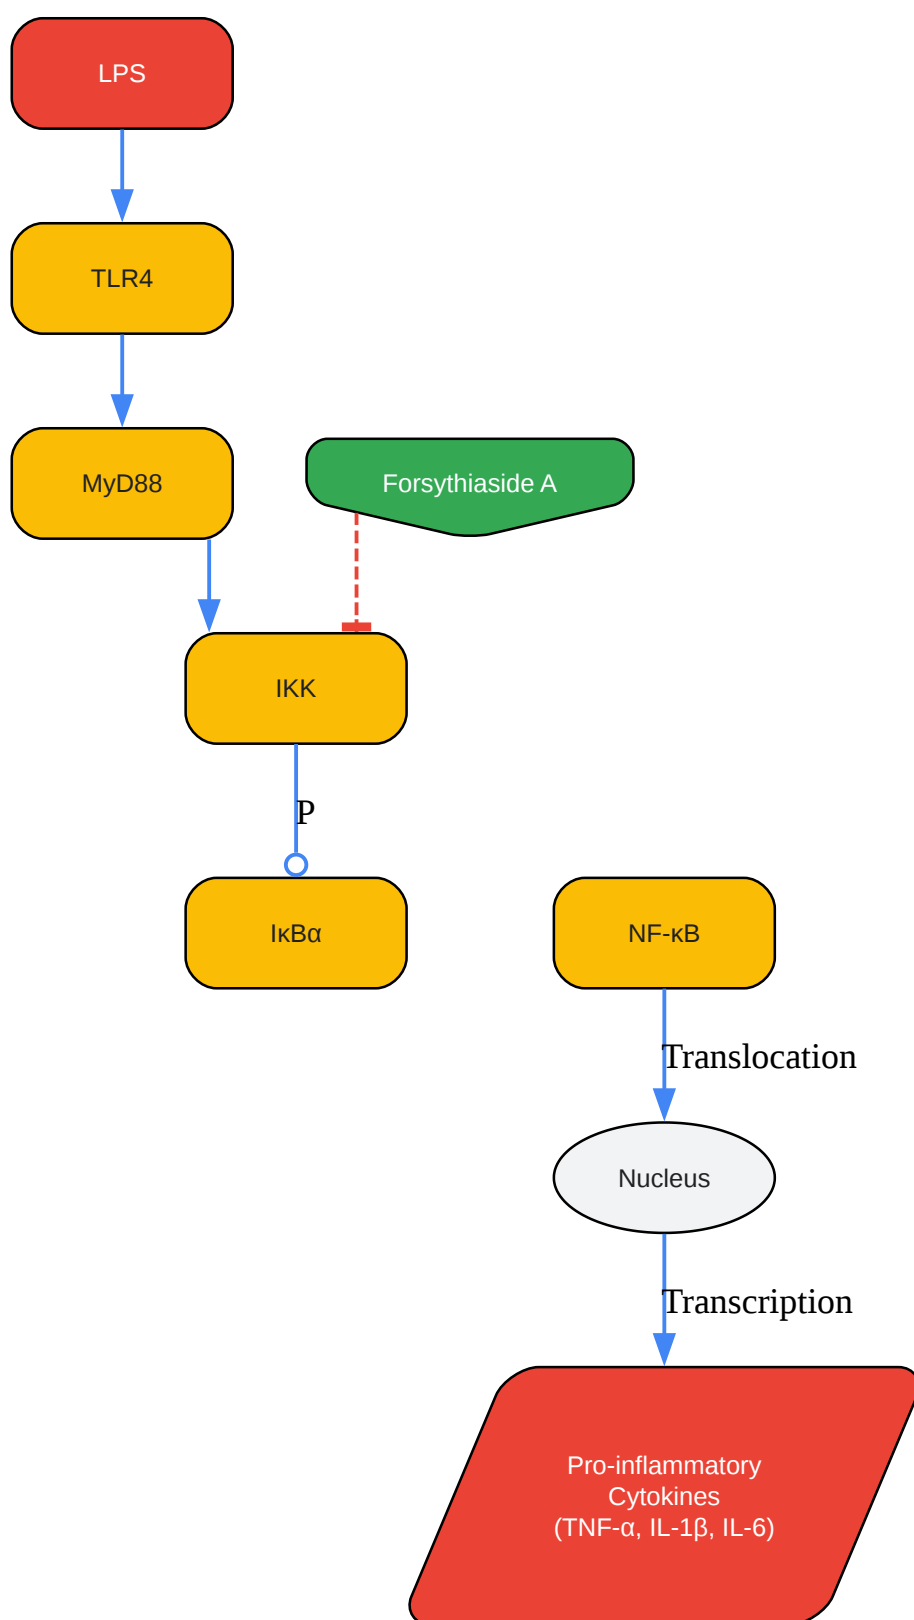 LPS
TLR4
MyD88
Forsythiaside A
IKK
P
IκBα
NF-κB
Translocation
Nucleus
Transcription
Pro-inflammatory
Cytokines
(TNF-α, IL-1β, IL-6)